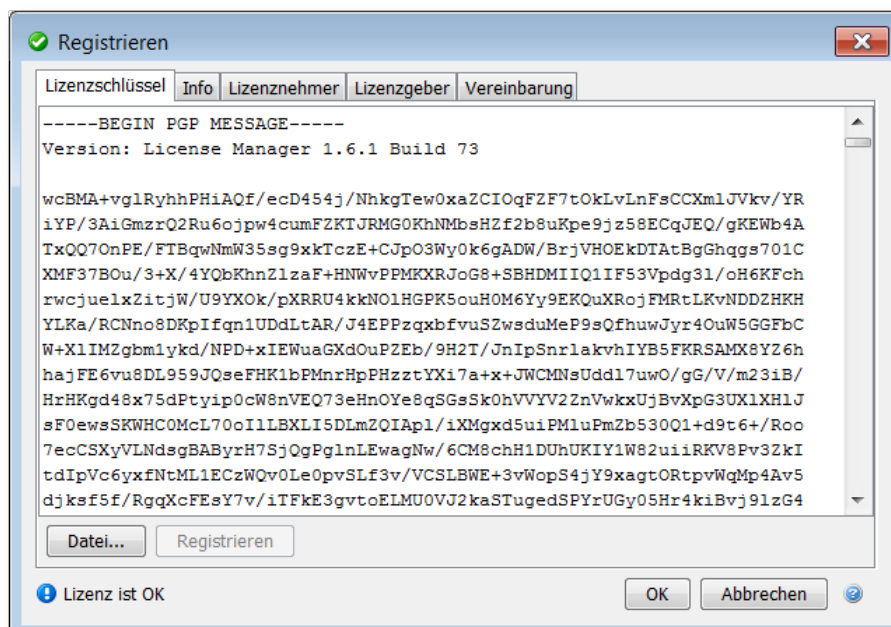 Registrieren
Lizenzschlüssel Info Lizenznehmer Lizenzgeber Vereinbarung
-----BEGIN PGP MESSAGE-----
Version: License Manager 1.6.1 Build 73
wcBMA+vglRyhhPHiAQf/ecD454j/NhkgTew0xaZCIOqFZF7tOkLvLnFsCCXmlJVkv/YR
iYP/3AiGmzrQ2Ru6ojpw4cumFZKTJRMG0KhNMbsHZf2b8uKpe9jz58ECqJEQ/gKEWb4A
TxQQ7OnPE/FTBqwNmW35sg9xkTczE+CJpO3Wy0k6gADW/BrjVHOEkDTAtBgGhqgs701C
XMF37BOu/3+X/4YQbKhnZlzaF+HNWvPPMKXRJoG8+SBHDMIIQ1IF53Vpdg3l/oH6KFch
rwcjuelxZitjW/U9YXOk/pXRRU4kkNOlHGPK5ouH0M6Yy9EKQuXRojFMRtLKvNDDZHKH
YLKa/RCNno8DKpIfqn1UDdLtAR/J4EPPzqxbfvuSZwsduMeP9sQfhuwJyr4OuW5GGFbC
W+XlIMZgbm1ykd/NPD+xIEWuaGXdOuPZEb/9H2T/JnIpSnrlakvhIYB5FKRSAMX8YZ6h
hajFE6vu8DL959JQseFHK1bPMnrHpPHzztYXi7a+x+JWCMNsUddl7uwO/gG/V/m23iB/
HrHKgd48x75dPtyip0cW8nVEQ73eHnOYe8qSGsSk0hVVYV2ZnVwkxUjBvXpG3UXlXHlJ
sF0ewsSKWHC0McL70oIlLBXLI5DLmZQIApl/iXMgxd5uiPMluPmZb530Q1+d9t6+/Roo
7ecCSXyVLNdsgBAByrH7SjQgPglnLEwagNw/6CM8chH1DUhUKIY1W82uiiRKV8Pv3ZkI
tdIpVc6yxfNtML1ECzWQv0Le0pvSLf3v/VCSLBWE+3vWopS4jY9xagtORtpvWqMp4Av5
djksf5f/RgqXcFEsY7v/iTFkE3gvtoELMU0VJ2kaSTugedSPYrUGy05Hr4kiBvj9lzG4
Datei... Registrieren
Lizenz ist OK OK Abbrechen